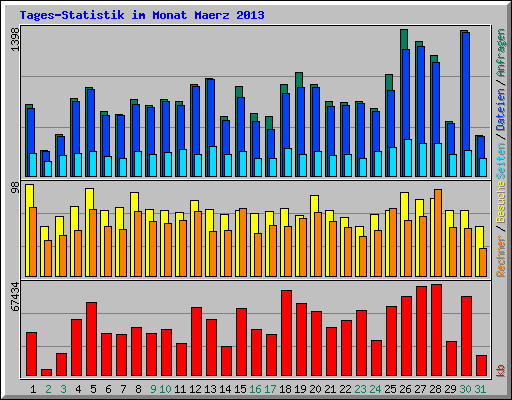 Tages-Statistik im Monat Maerz 2013
1398
98
67434
Rechner / Besuche Seiten / Dateien / Anfragen
kb
1 2 3 4 5 6 7 8 9 10 11 12 13 14 15 16 17 18 19 20 21 22 23 24 25 26 27 28 29 30 31